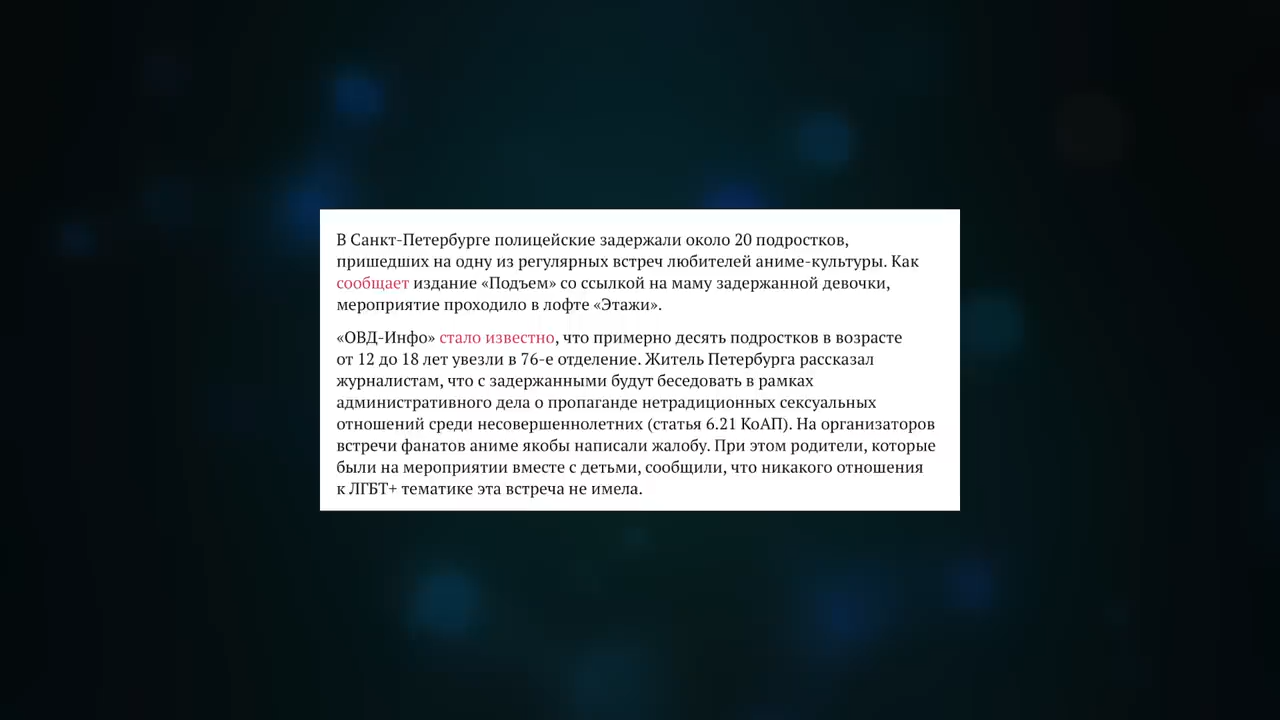 В Санкт-Петербурге полицейские задержали около 20 подростков,
пришедших на одну из регулярных встреч любителей аниме-культуры. Как
сообщает издание «Подъем» со ссылкой на маму задержанной девочки,
мероприятие проходило в лофте «Этажи».
«ОВД-Инфо» стало известно, что примерно десять подростков в возрасте
от 12 до 18 лет увезли в 76-е отделение. Житель Петербурга рассказал
журналистам, что с задержанными будут беседовать в рамках
административного дела о пропаганде нетрадиционных сексуальных
отношений среди несовершеннолетних (статья 6.21 КоАП). На организаторов
встречи фанатов аниме якобы написали жалобу. При этом родители, которые
были на мероприятии вместе с детьми, сообщили, что никакого отношения
к ЛГБТ+ тематике эта встреча не имела.